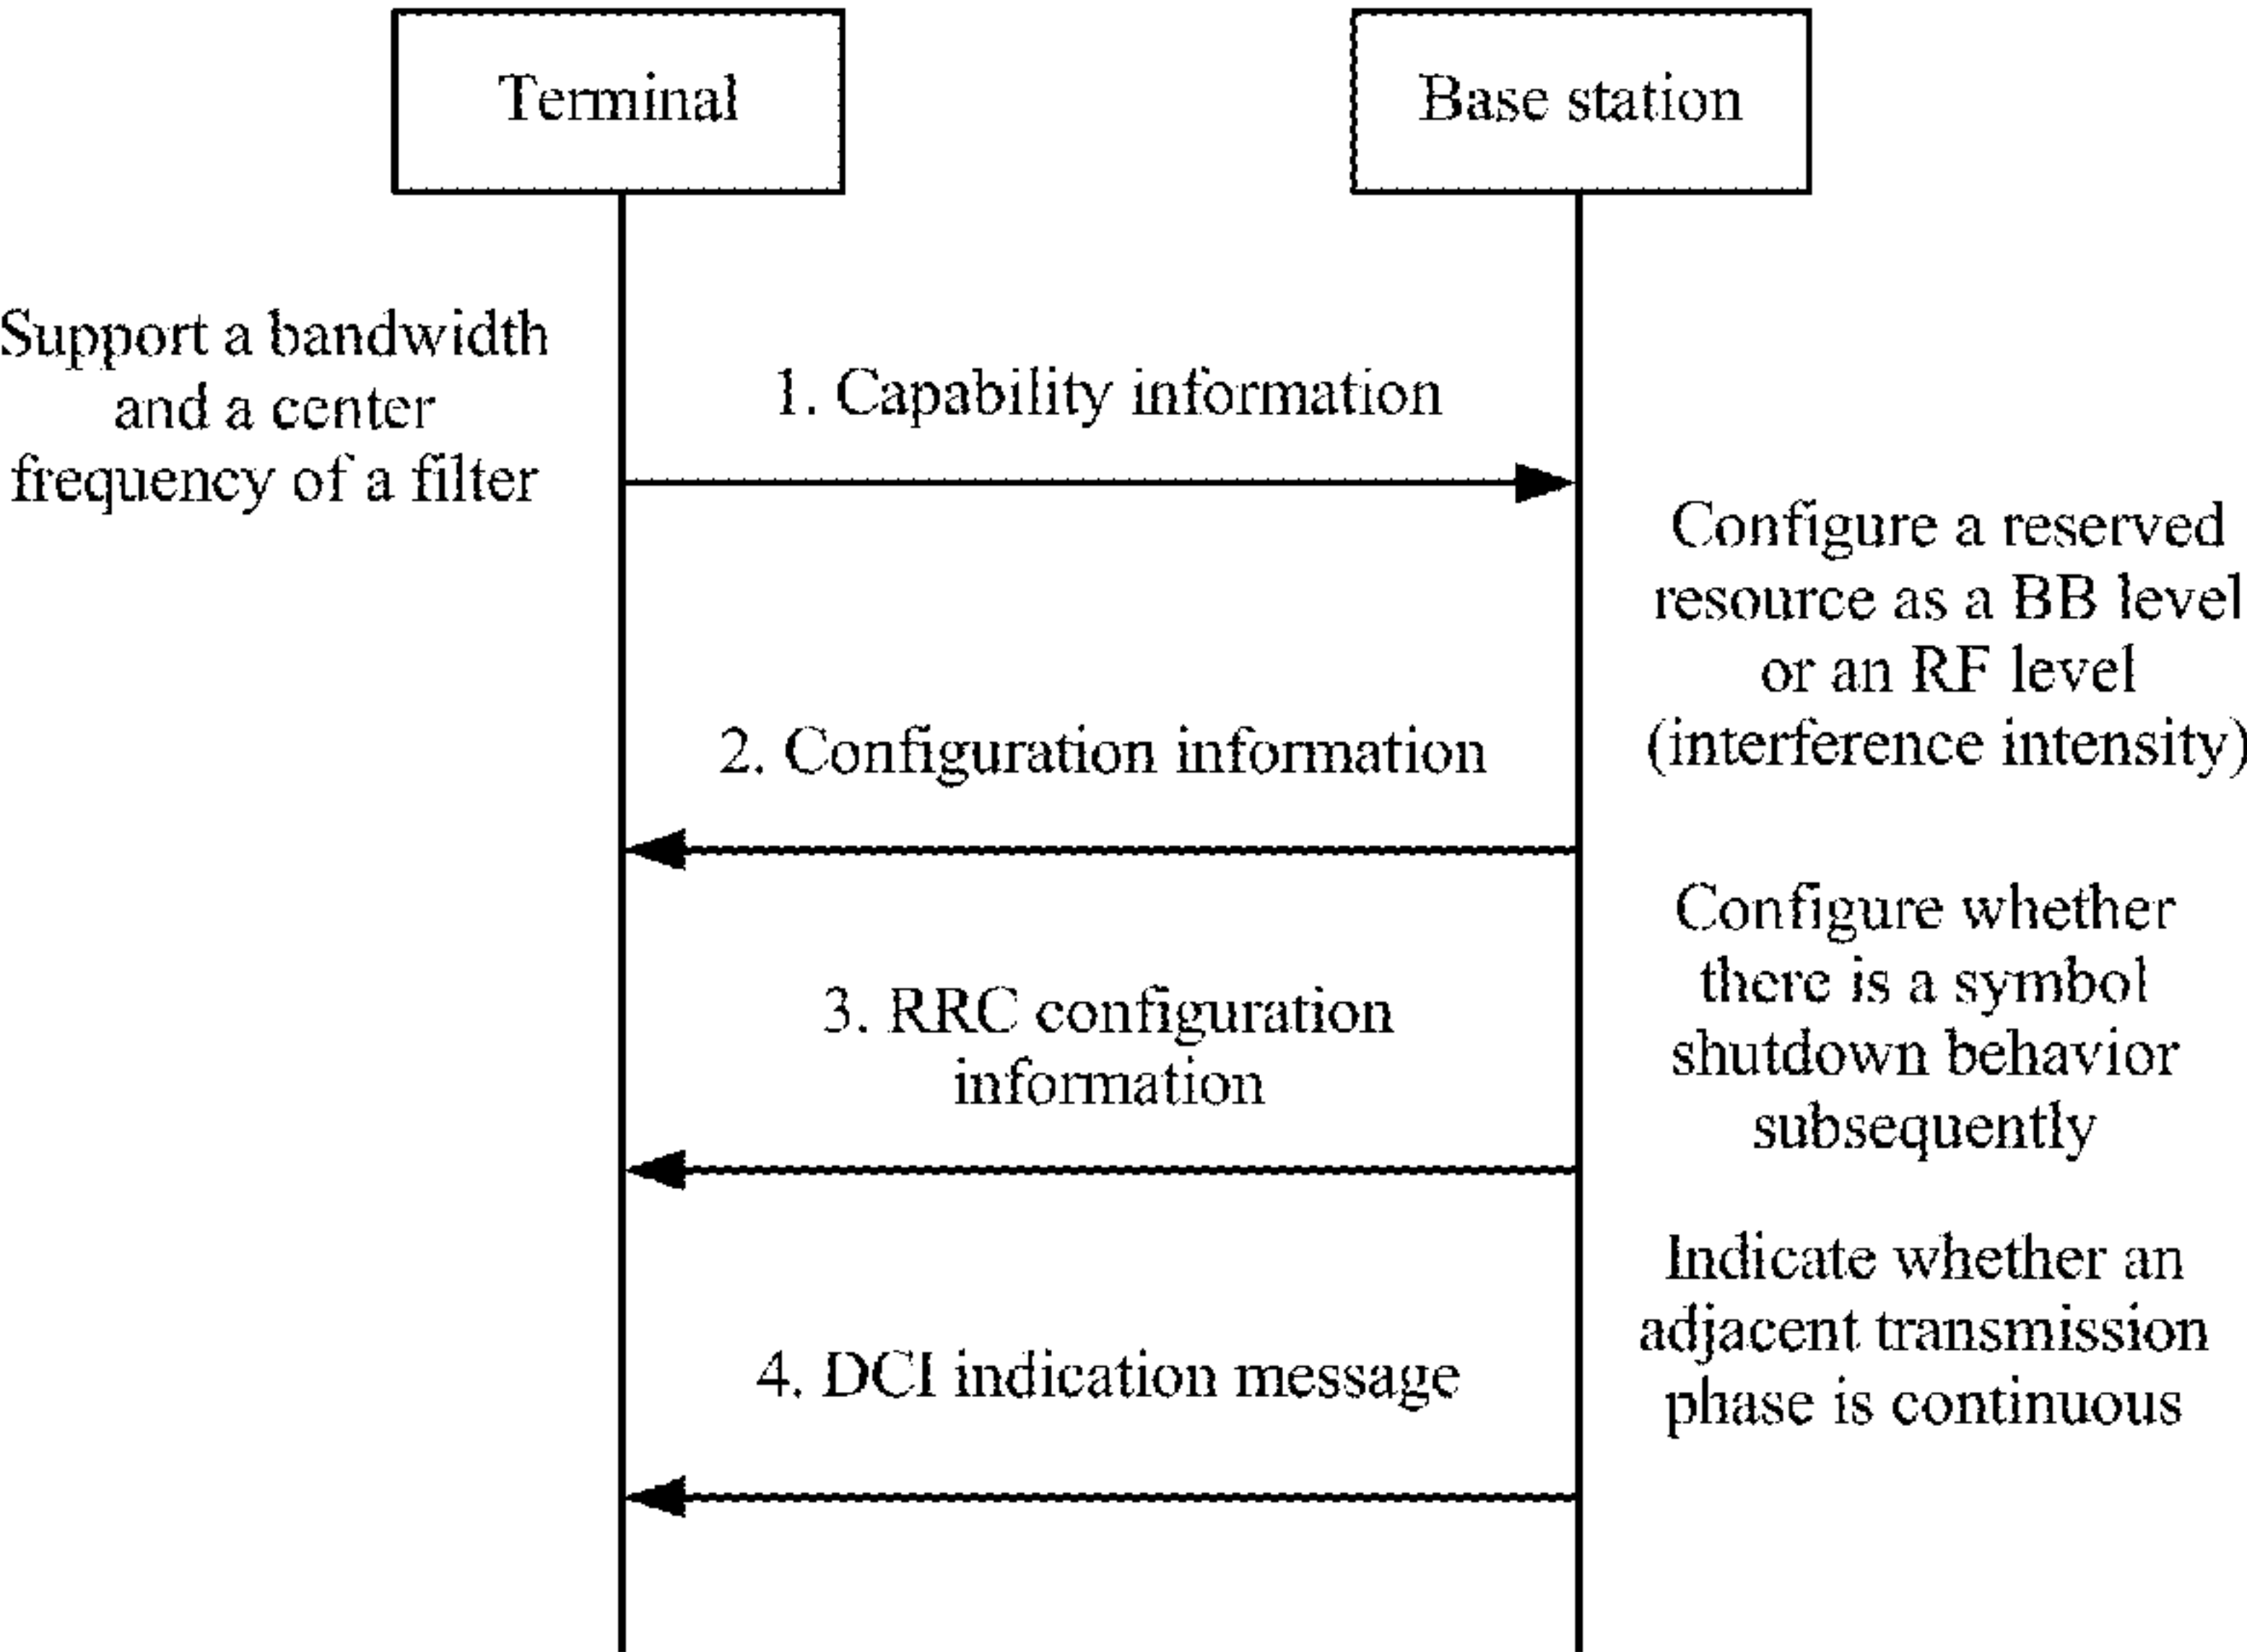 Terminal
Base station
Support a bandwidth
and a center
frequency of a filter
1. Capability information
Configure a reserved
resource as a BB level
or an RF level
(interference intensity)
2. Configuration information
Configure whether
there is a symbol
shutdown behavior
subsequently
3. RRC configuration
information
Indicate whether an
adjacent transmission
phase is continuous
4. DCI indication message